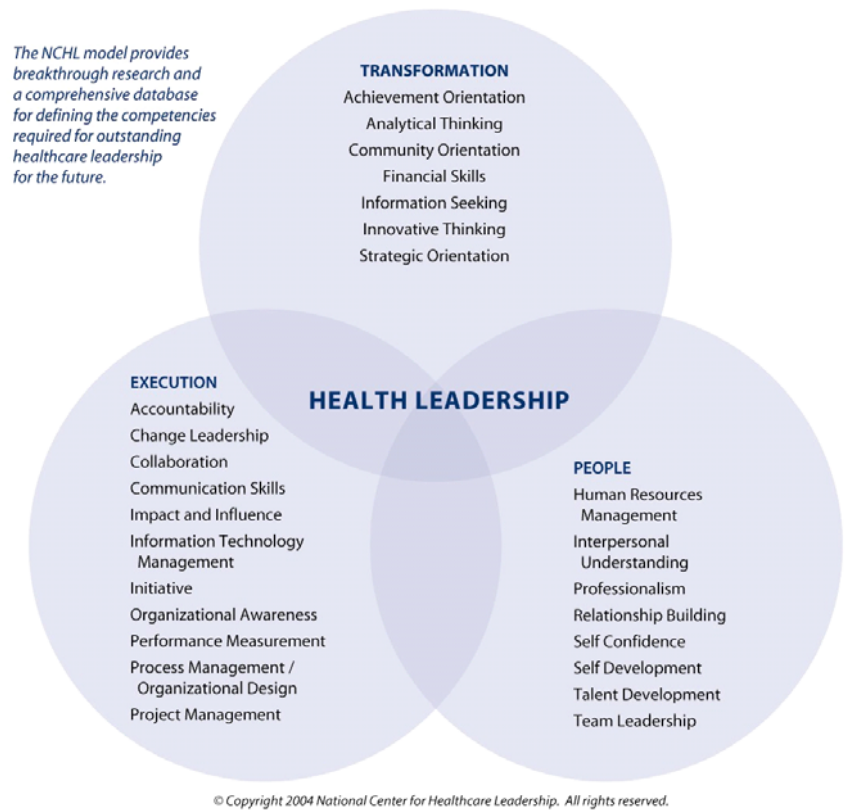 The NCHL model provides
breakthrough research and
a comprehensive database
for defining the competencies
required for outstanding
healthcare leadership
for the future.
TRANSFORMATION
Achievement Orientation
Analytical Thinking
Community Orientation
Financial Skills
Information Seeking
Innovative Thinking
Strategic Orientation
HEALTH LEADERSHIP
EXECUTION
Accountability
Change Leadership
Collaboration
Communication Skills
Impact and Influence
Information Technology
Management
Initiative
Organizational Awareness
Performance Measurement
Process Management /
Organizational Design
Project Management
PEOPLE
Human Resources
Management
Interpersonal
Understanding
Professionalism
Relationship Building
Self Confidence
Self Development
Talent Development
Team Leadership
© Copyright 2004 National Center for Healthcare Leadership. All rights reserved.